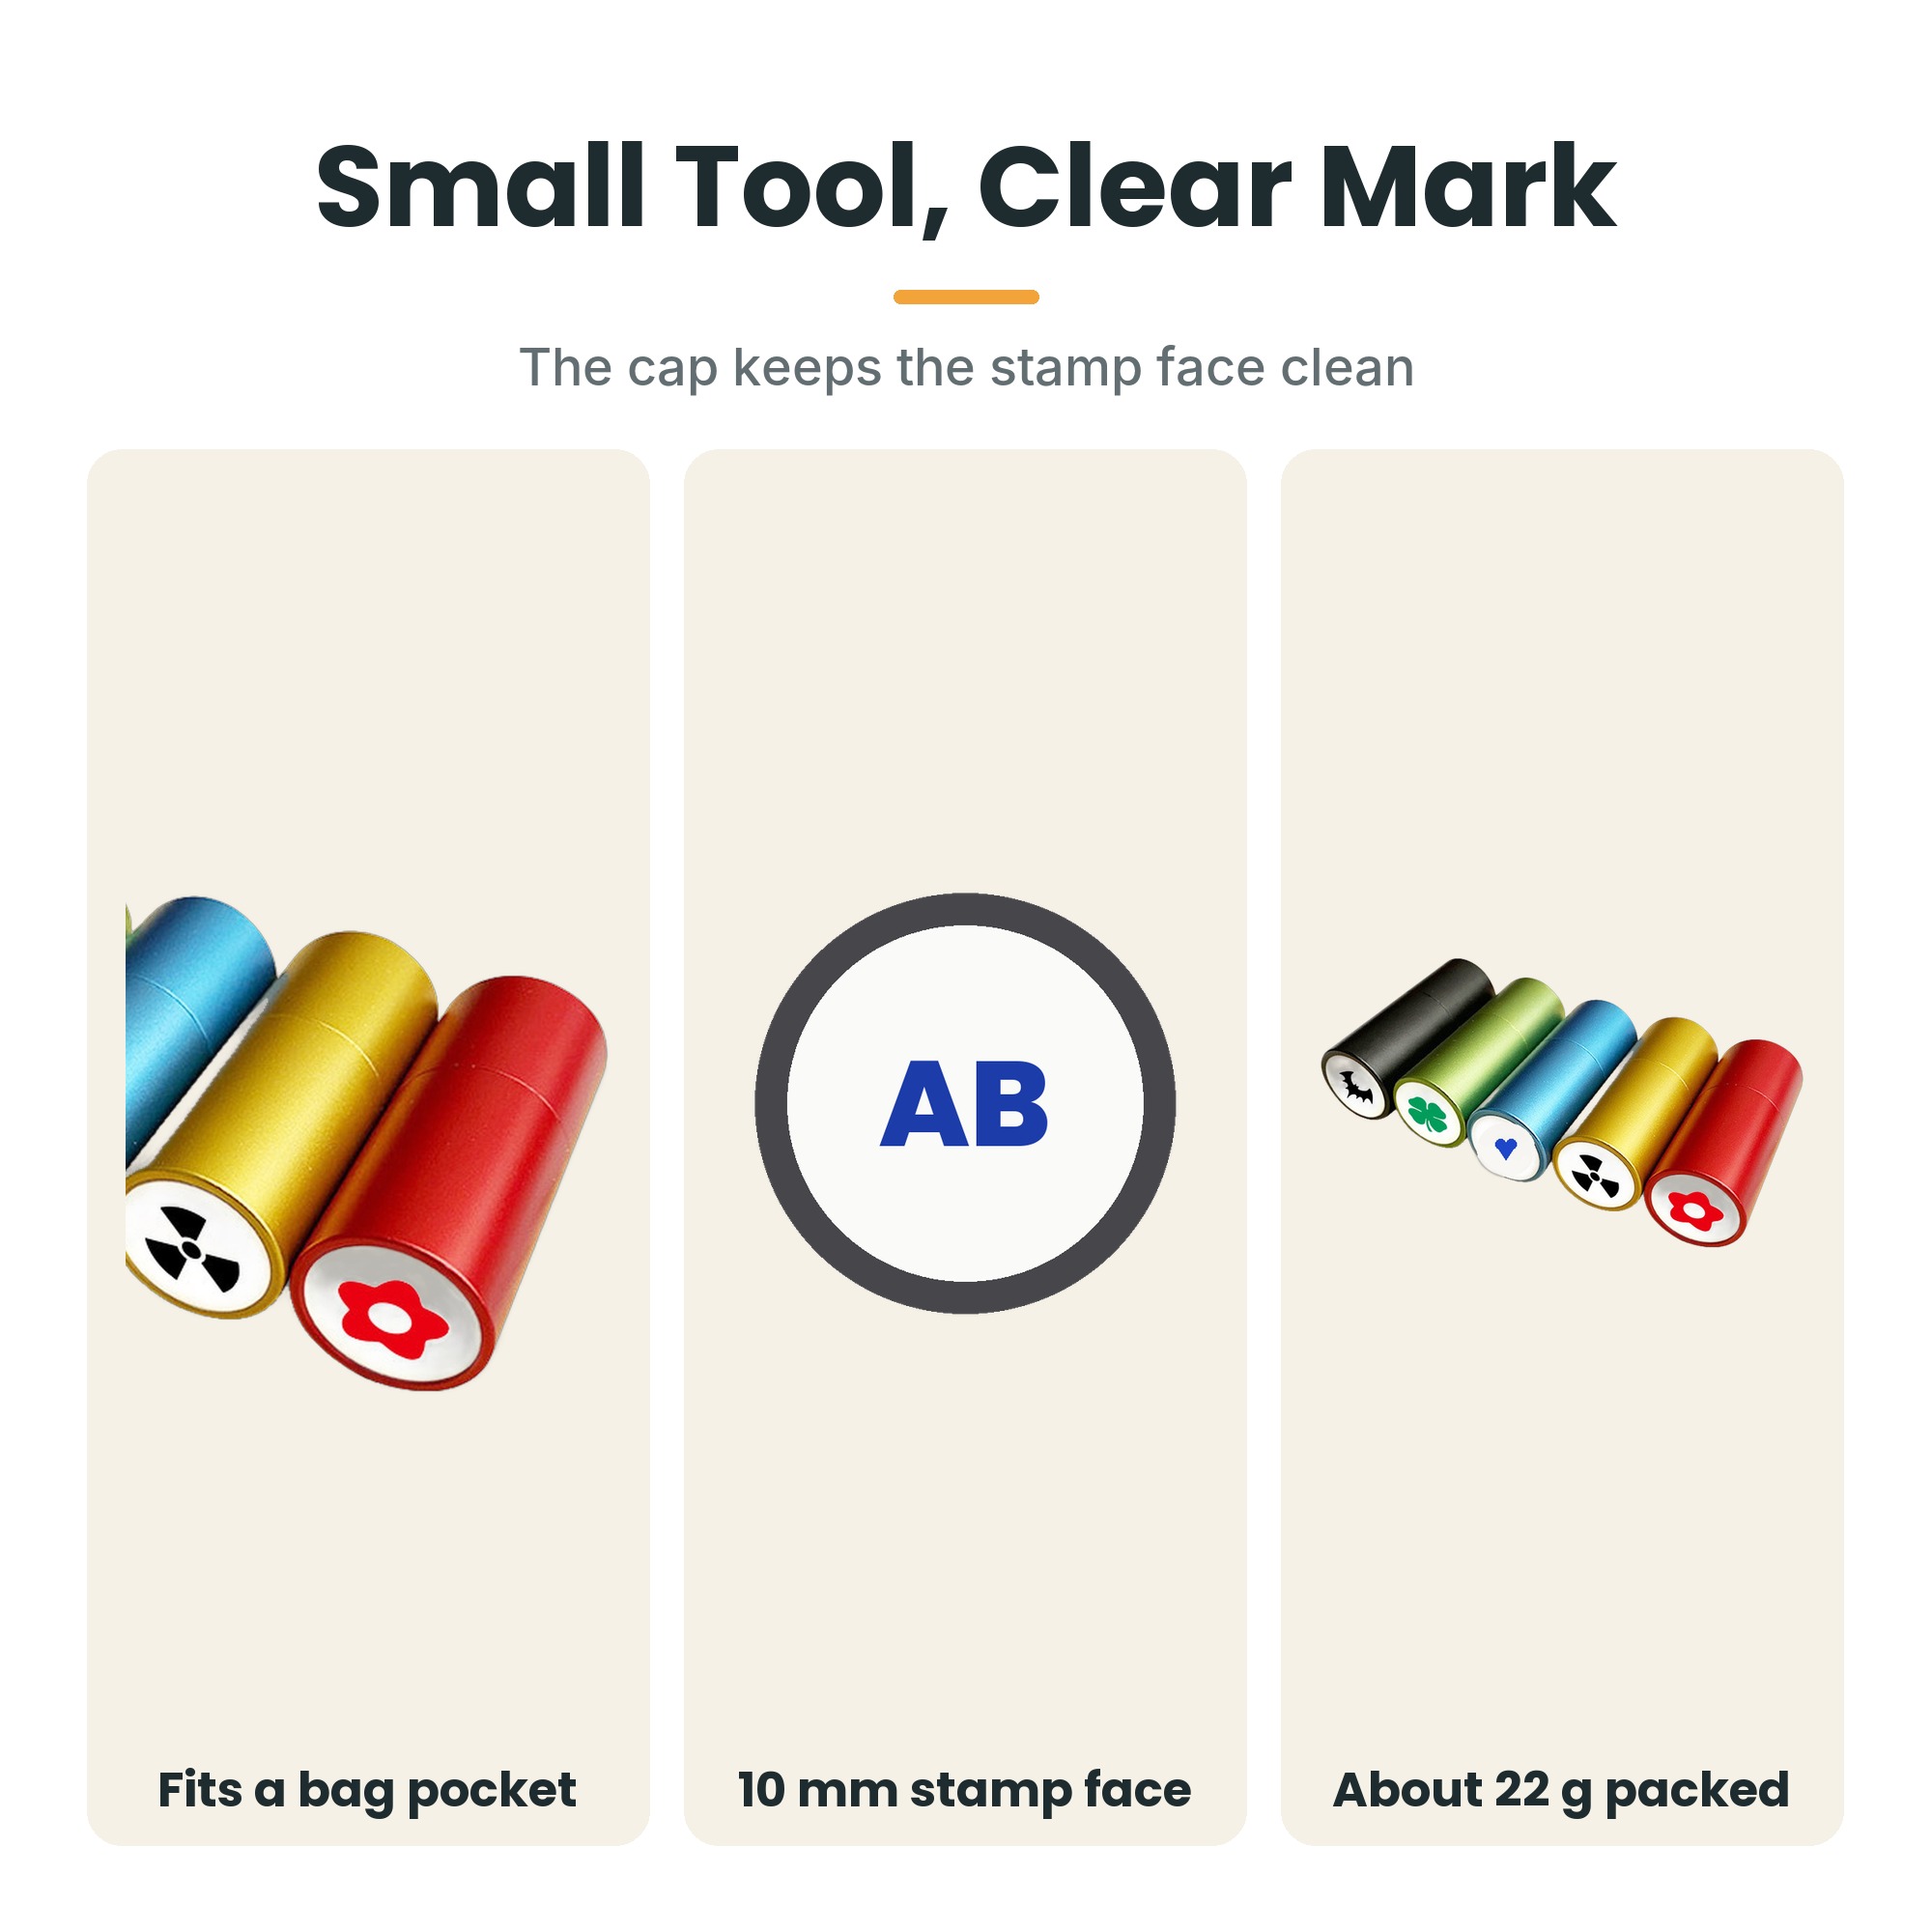 Small Tool, Clear Mark
The cap keeps the stamp face clean
AB
Fits a bag pocket
10 mm stamp face
About 22 g packed